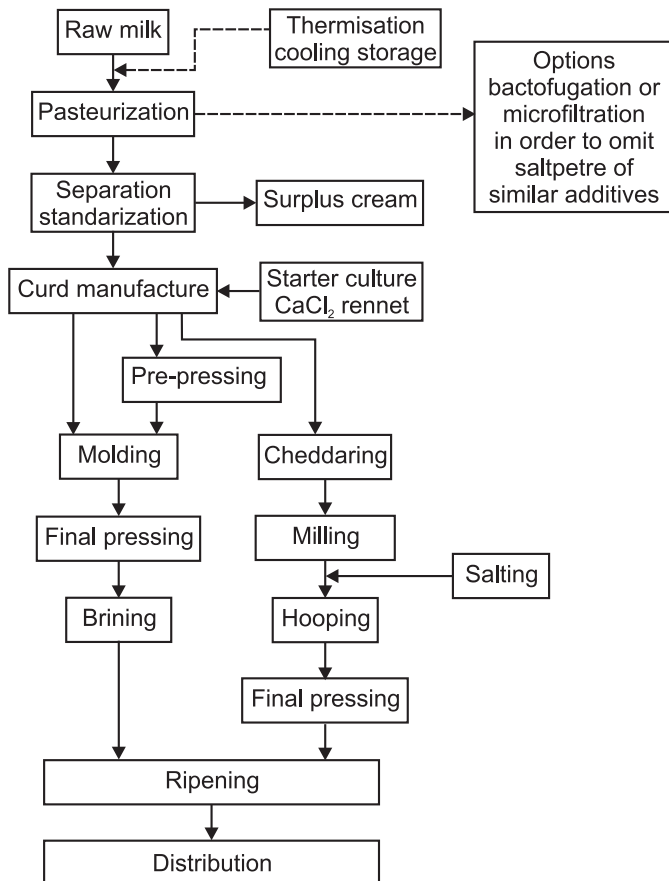 Raw milk
Thermisation
cooling storage
Options
bactofugation or
microfiltration
in order to omit
saltpetre of
similar additives
Pasteurization
Separation
standarization
Surplus cream
Curd manufacture
Starter culture
CaCl₂ rennet
Pre-pressing
Molding
Cheddaring
Final pressing
Milling
Salting
Brining
Hooping
Final pressing
Ripening
Distribution